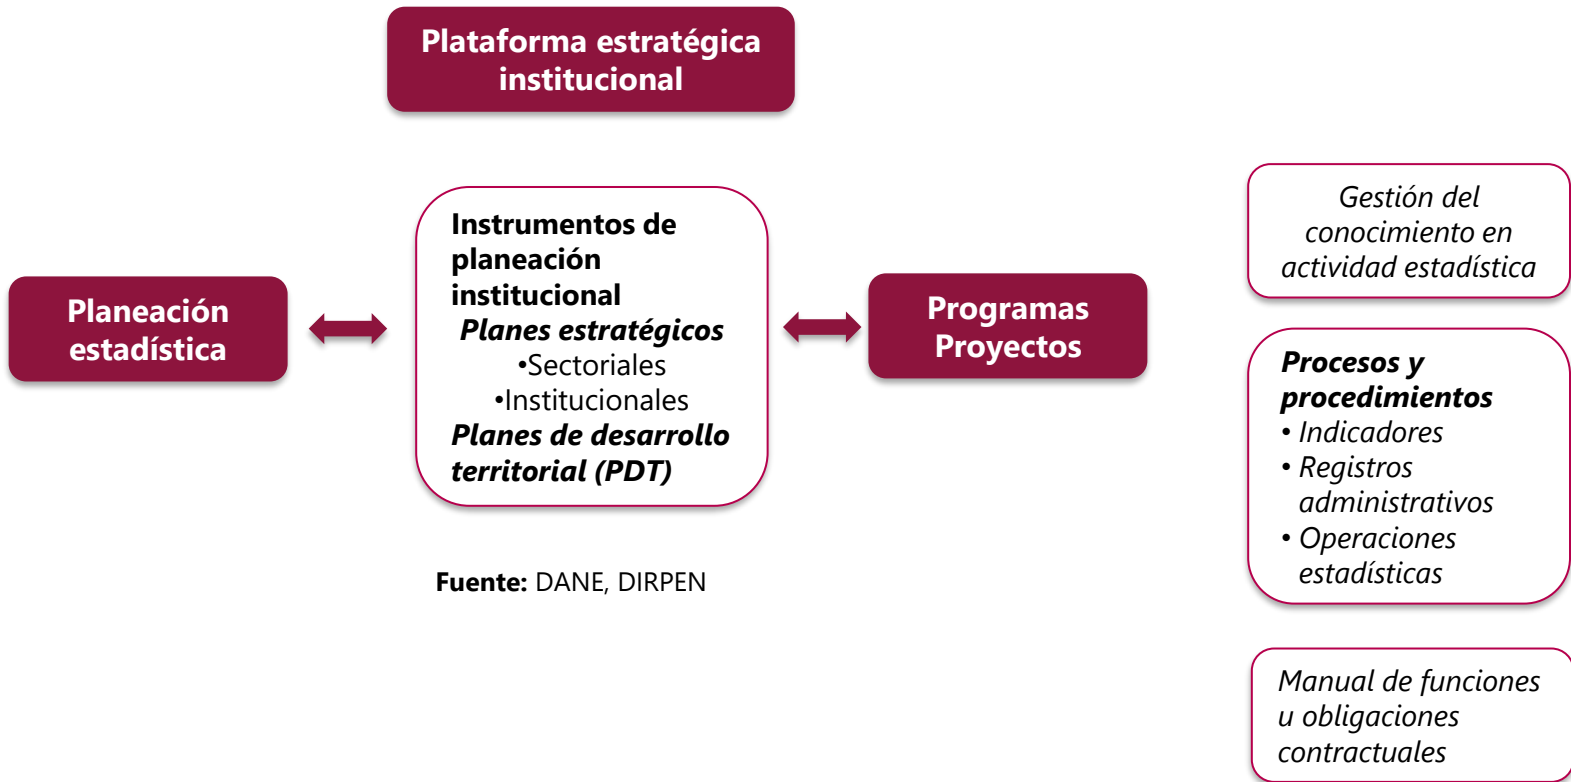 Plataforma estratégica
institucional
Planeación
estadística
Instrumentos de
planeación
institucional
Planes estratégicos
•Sectoriales
•Institucionales
Planes de desarrollo
territorial (PDT)
Programas
Proyectos
Gestión del
conocimiento en
actividad estadística
Procesos y
procedimientos
• Indicadores
• Registros
administrativos
• Operaciones
estadísticas
Manual de funciones
u obligaciones
contractuales
Fuente: DANE, DIRPEN